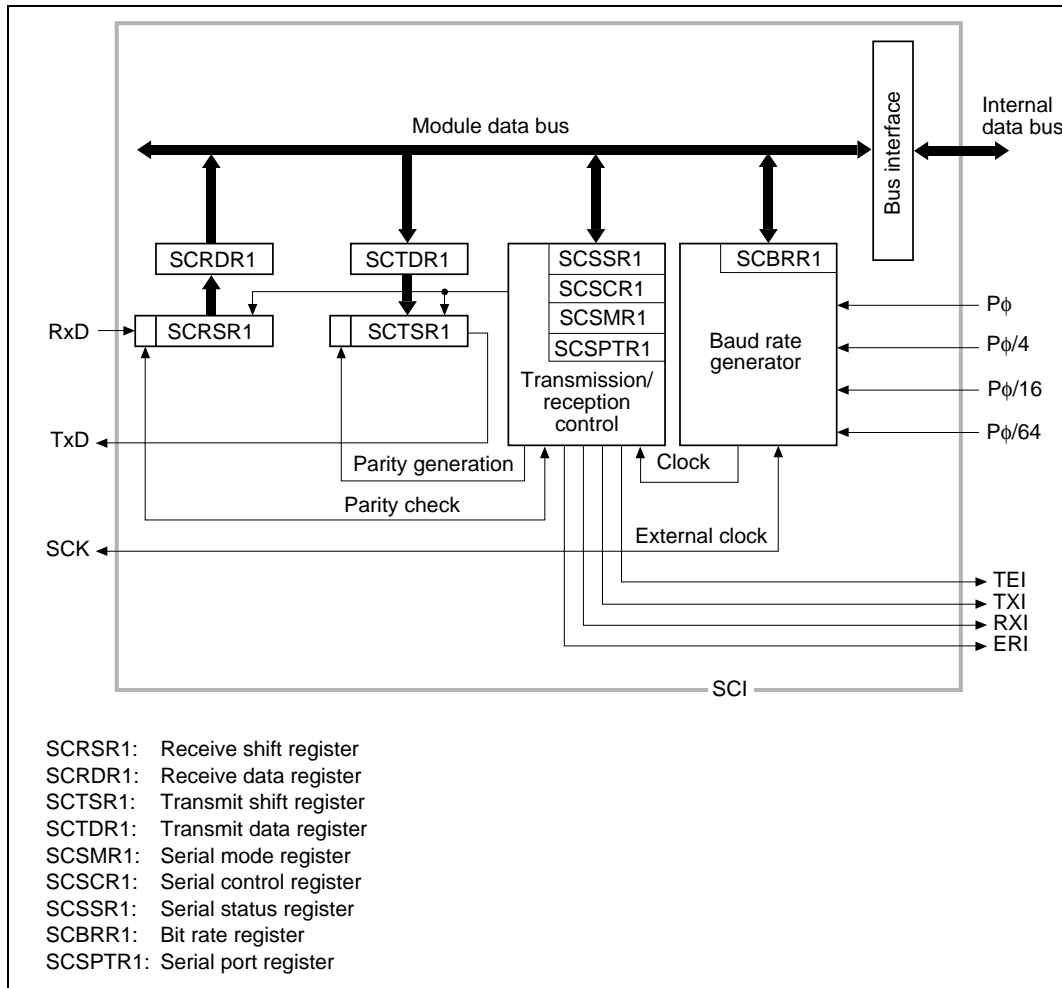 Module data bus
Bus interface
Internal
data bus
SCRDR1
SCTDR1
SCSSR1
SCSCR1
SCSMR1
SCSPTR1
Transmission/
reception
control
SCBRR1
Baud rate
generator
RxD
SCRSR1
SCTSR1
Pϕ
Pϕ/4
Pϕ/16
Pϕ/64
TxD
Parity generation
Clock
Parity check
SCK
External clock
TEI
TXI
RXI
ERI
SCI
SCRSR1: Receive shift register
SCRDR1: Receive data register
SCTSR1: Transmit shift register
SCTDR1: Transmit data register
SCSMR1: Serial mode register
SCSCR1: Serial control register
SCSSR1: Serial status register
SCBRR1: Bit rate register
SCSPTR1: Serial port register